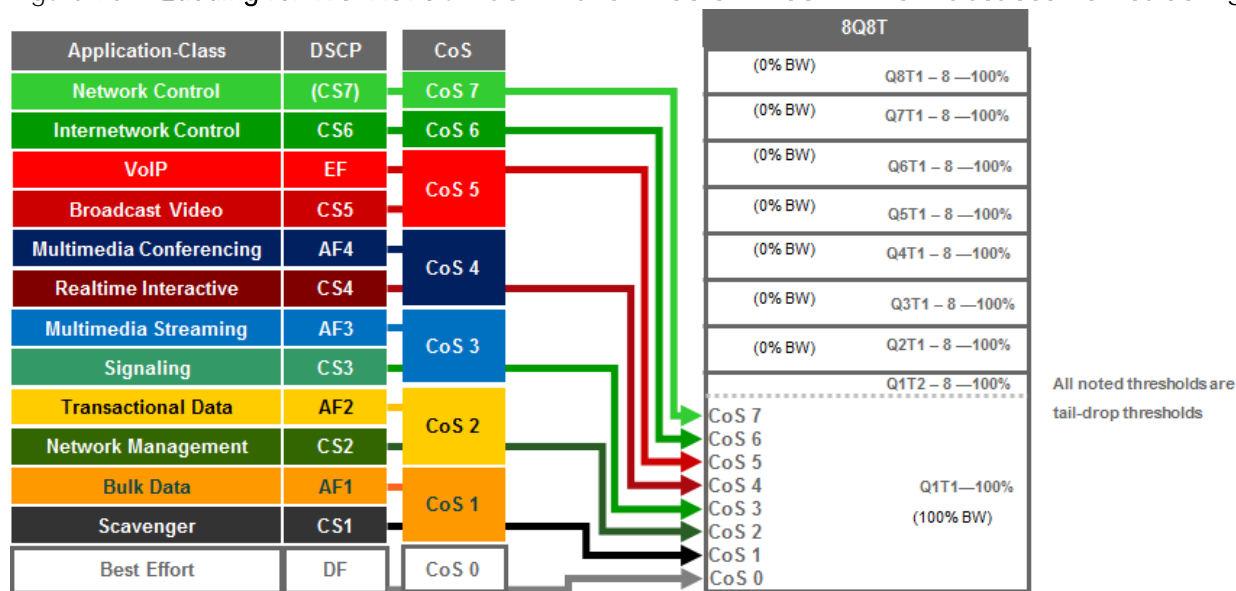 8Q8T
Application-Class DSCP CoS
Network Control (CS7) CoS 7
Internetwork Control CS6 CoS 6
VoIP EF CoS 5
Broadcast Video CS5
Multimedia Conferencing AF4 CoS 4
Realtime Interactive CS4
Multimedia Streaming AF3 CoS 3
Signaling CS3
Transactional Data AF2 CoS 2
Network Management CS2
Bulk Data AF1 CoS 1
Scavenger CS1
Best Effort DF CoS 0
(0% BW) Q8T1 – 8 —100%
(0% BW) Q7T1 – 8 —100%
(0% BW) Q6T1 – 8 —100%
(0% BW) Q5T1 – 8 —100%
(0% BW) Q4T1 – 8 —100%
(0% BW) Q3T1 – 8 —100%
(0% BW) Q2T1 – 8 —100%
Q1T2 – 8 —100%
CoS 7
CoS 6
CoS 5
CoS 4
CoS 3
CoS 2
CoS 1
CoS 0
Q1T1—100%
(100% BW)
All noted thresholds are
tail-drop thresholds